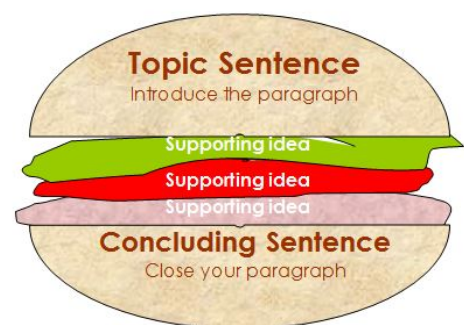 Topic Sentence
Introduce the paragraph
Supporting idea
Supporting idea
Supporting idea
Concluding Sentence
Close your paragraph